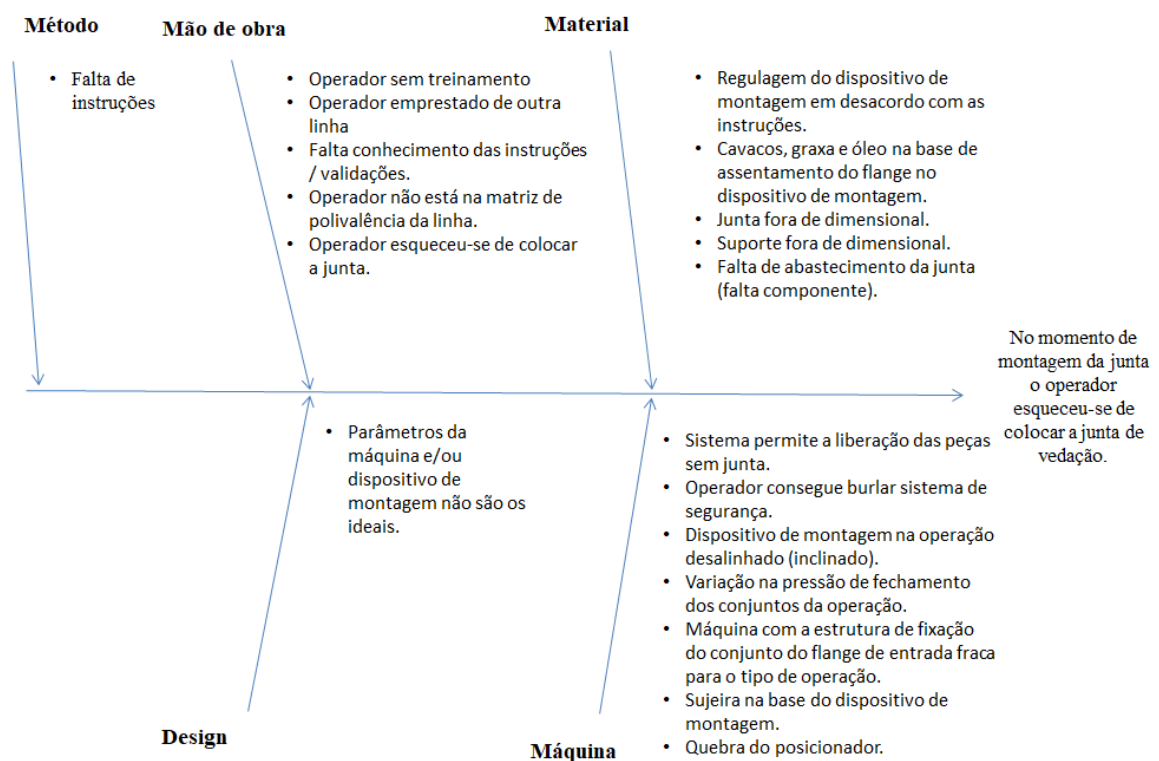 Método
Mão de obra
Material
• Falta de
instruções
• Operador sem treinamento
• Operador emprestado de outra
linha
• Falta conhecimento das instruções
/ validações.
• Operador não está na matriz de
polivalência da linha.
• Operador esqueceu-se de colocar
a junta.
• Regulagem do dispositivo de
montagem em desacordo com as
instruções.
• Cavacos, graxa e óleo na base de
assentamento do flange no
dispositivo de montagem.
• Junta fora de dimensional.
• Suporte fora de dimensional.
• Falta de abastecimento da junta
(falta componente).
No momento de
montagem da junta
o operador
esqueceu-se de
colocar a junta de
vedação.
• Parâmetros da
máquina e/ou
dispositivo de
montagem não são os
ideais.
• Sistema permite a liberação das peças
sem junta.
• Operador consegue burlar sistema de
segurança.
• Dispositivo de montagem na operação
desalinhado (inclinado).
• Variação na pressão de fechamento
dos conjuntos da operação.
• Máquina com a estrutura de fixação
do conjunto do flange de entrada fraca
para o tipo de operação.
• Sujeira na base do dispositivo de
montagem.
• Quebra do posicionador.
Design
Máquina